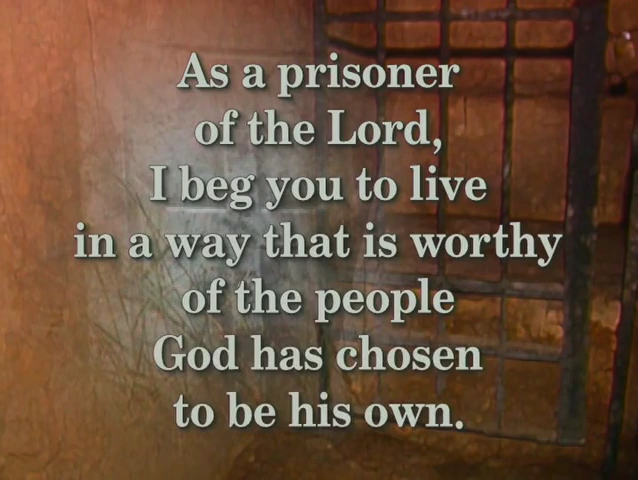 As a prisoner
of the Lord,
I beg you to live
in a way that is worthy
of the people
God has chosen
to be his own.